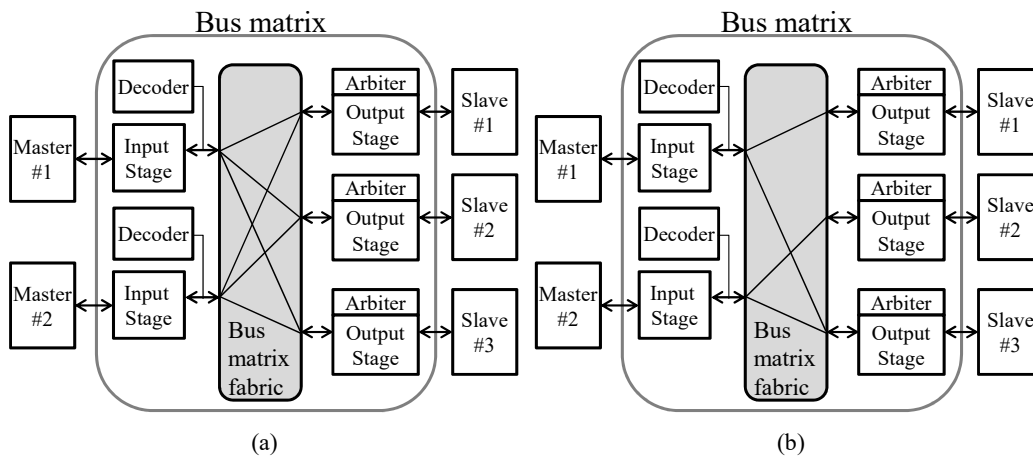 Bus matrix
Decoder
Master
#1
Input
Stage
Arbiter
Output
Stage
Slave
#1
Arbiter
Output
Stage
Slave
#2
Decoder
Master
#2
Input
Stage
Arbiter
Output
Stage
Slave
#3
Bus
matrix
fabric
(a)
Bus matrix
Decoder
Master
#1
Input
Stage
Arbiter
Output
Stage
Slave
#1
Arbiter
Output
Stage
Slave
#2
Decoder
Master
#2
Input
Stage
Arbiter
Output
Stage
Slave
#3
Bus
matrix
fabric
(b)